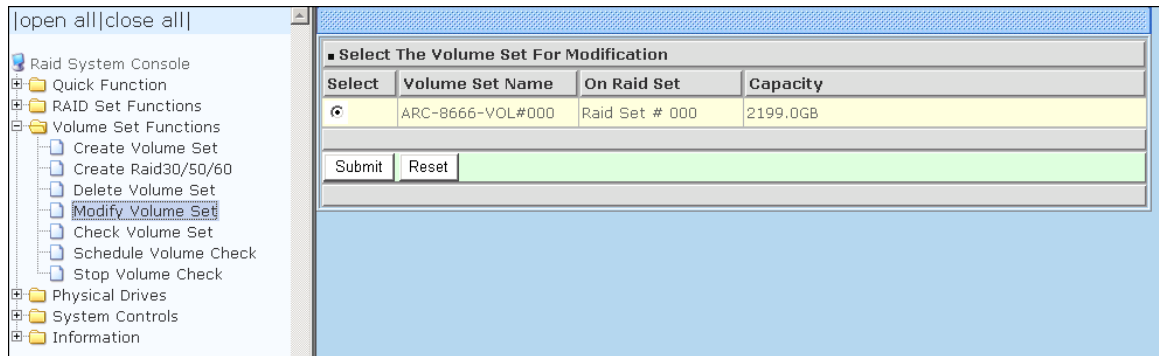 |open all|close all|
Raid System Console
Quick Function
RAID Set Functions
Volume Set Functions
Create Volume Set
Create Raid30/50/60
Delete Volume Set
Modify Volume Set
Check Volume Set
Schedule Volume Check
Stop Volume Check
Physical Drives
System Controls
Information
Select The Volume Set For Modification
Select Volume Set Name On Raid Set Capacity
ARC-8666-VOL#000 Raid Set # 000 2199.0GB
Submit Reset